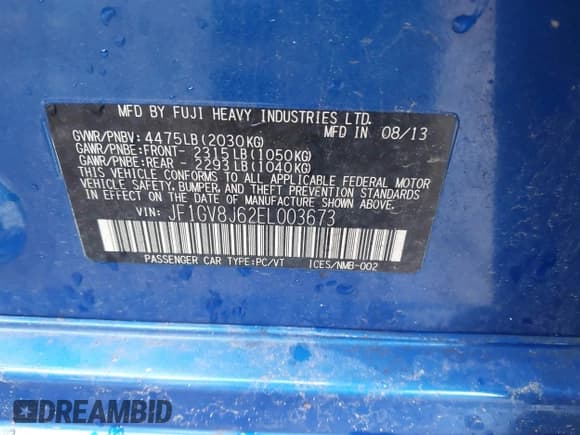 MFD BY FUJI HEAVY INDUSTRIES LTD.
MFD IN 08/13
GVWR/PNBV: 4475LB(2030KG)
GAWR/PNBE:FRONT- 2315LB(1050KG)
GAWR/PNBE:REAR - 2293LB(1040KG)
THIS VEHICLE CONFORMS TO ALL APPLICABLE FEDERAL MOTOR
VEHICLE SAFETY, BUMPER, AND THEFT PREVENTION STANDARDS
IN EFFECT ON THE DATE OF MANUFACTURE SHOWN ABOVE.
VIN: JF1GV8J62EL003673
PASSENGER CAR TYPE:PC/VT ICES/NMB-002
DREAMBID